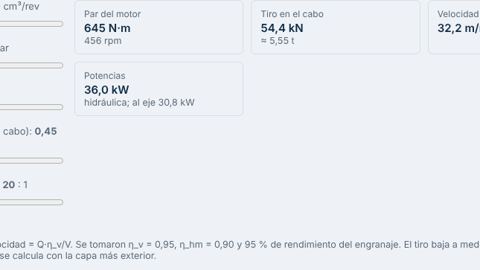 cm³/rev
ar
cabo): 0,45
20 : 1
Par del motor
645 N·m
456 rpm
Tiro en el cabo
54,4 kN
≈ 5,55 t
Velocidad
32,2 m/
Potencias
36,0 kW
hidráulica; al eje 30,8 kW
ocidad = Q·η_v/V. Se tomaron η_v = 0,95, η_hm = 0,90 y 95 % de rendimiento del engranaje. El tiro baja a med
se calcula con la capa más exterior.